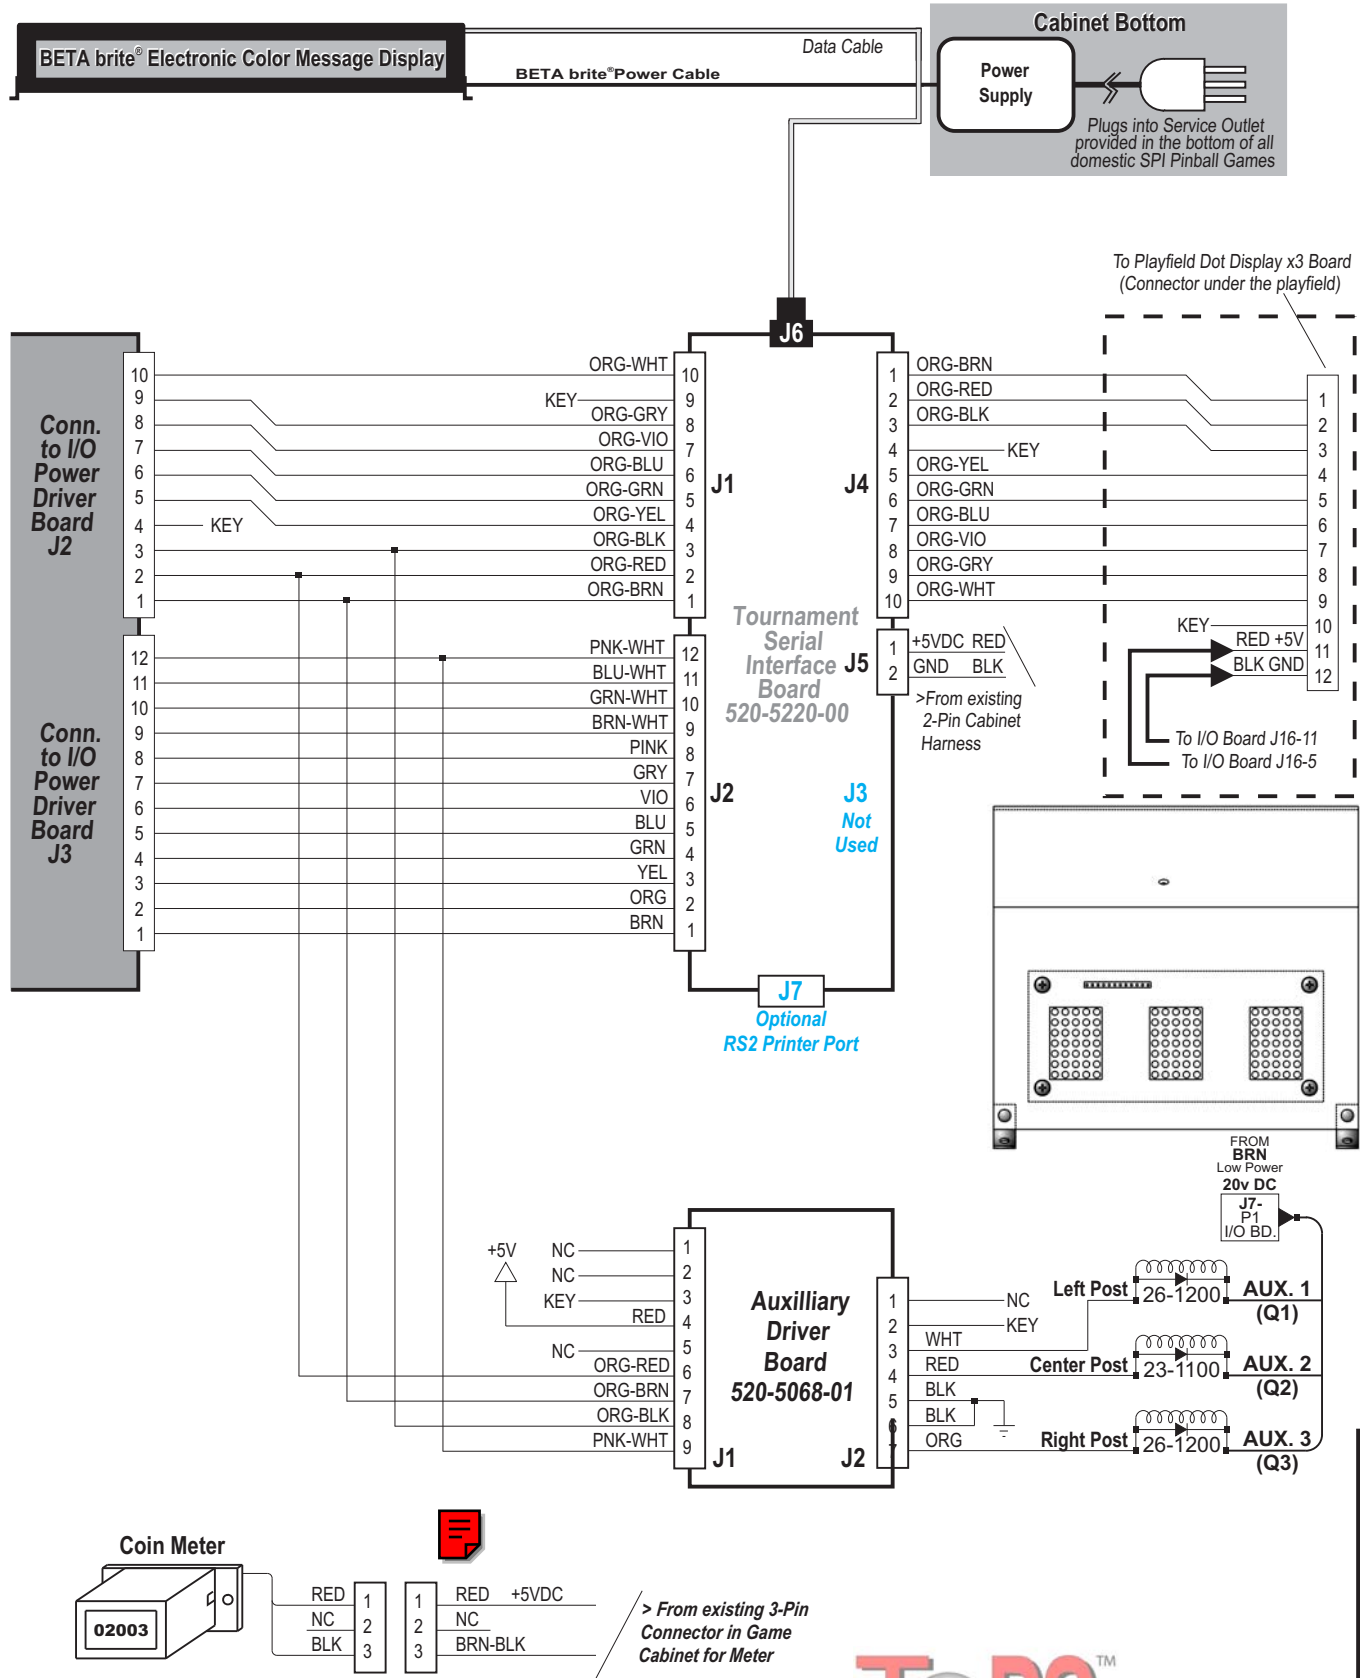 Cabinet Bottom
BETA brite® Electronic Color Message Display
Data Cable
BETA brite® Power Cable
Power
Supply
Plugs into Service Outlet
provided in the bottom of all
domestic SPI Pinball Games
To Playfield Dot Display x3 Board
(Connector under the playfield)
J6
Conn.
to I/O
Power
Driver
Board
J2
10
9
8
7
6
5
4
3
2
1
KEY
ORG-WHT
KEY
ORG-GRY
ORG-VIO
ORG-BLU
ORG-GRN
ORG-YEL
ORG-BLK
ORG-RED
ORG-BRN
10
9
8
7
6
5
4
3
2
1
J1
J4
1
2
3
4
5
6
7
8
9
10
ORG-BRN
ORG-RED
ORG-BLK
KEY
ORG-YEL
ORG-GRN
ORG-BLU
ORG-VIO
ORG-GRY
ORG-WHT
1
2
3
4
5
6
7
8
9
10
11
12
KEY
RED +5V
BLK GND
To I/O Board J16-11
To I/O Board J16-5
Tournament
Serial
Interface
Board
520-5220-00
J5
1
2
+5VDC RED
GND BLK
>From existing
2-Pin Cabinet
Harness
Conn.
to I/O
Power
Driver
Board
J3
12
11
10
9
8
7
6
5
4
3
2
1
PNK-WHT
BLU-WHT
GRN-WHT
BRN-WHT
PINK
GRY
VIO
BLU
GRN
YEL
ORG
BRN
12
11
10
9
8
7
6
5
4
3
2
1
J2
J3
Not
Used
J7
Optional
RS2 Printer Port
FROM
BRN
Low Power
20v DC
J7-
P1
I/O BD.
+5V
NC
NC
KEY
RED
NC
ORG-RED
ORG-BRN
ORG-BLK
PNK-WHT
1
2
3
4
5
6
7
8
9
J1
Auxilliary
Driver
Board
520-5068-01
J2
1
2
3
4
5
6
7
NC
KEY
WHT
RED
BLK
BLK
ORG
Left Post
26-1200
AUX. 1
(Q1)
Center Post
23-1100
AUX. 2
(Q2)
Right Post
26-1200
AUX. 3
(Q3)
Coin Meter
02003
RED
NC
BLK
1
2
3
1
2
3
RED +5VDC
NC
BRN-BLK
> From existing 3-Pin
Connector in Game
Cabinet for Meter
TM